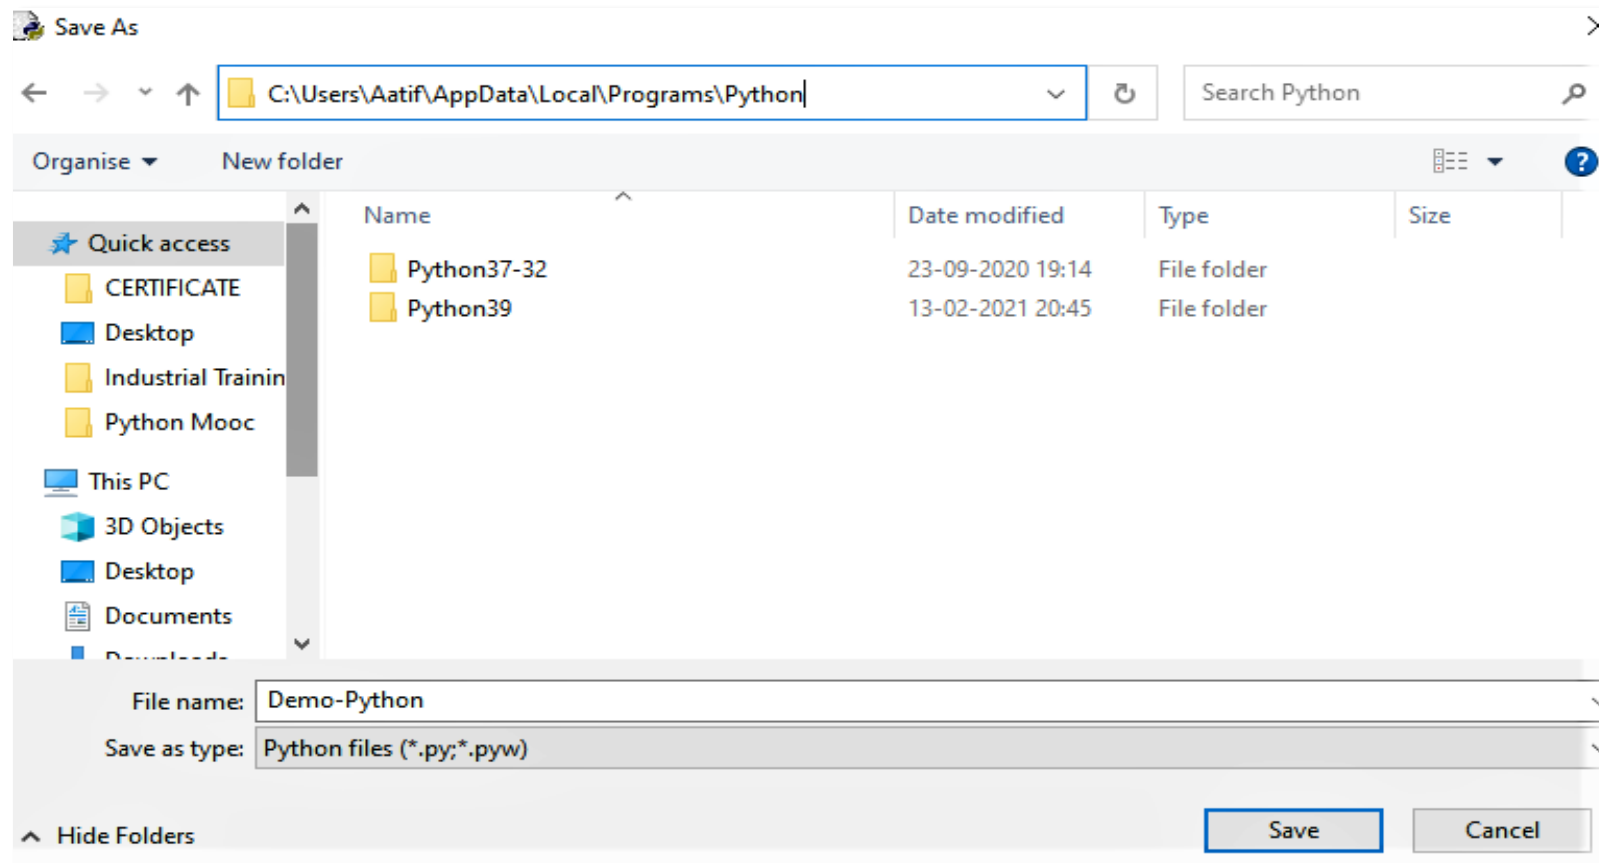 Save As
C:\Users\Aatif\AppData\Local\Programs\Python
Search Python
Organise
New folder
?
Name
Date modified
Type
Size
Quick access
CERTIFICATE
Desktop
Industrial Trainin
Python Mooc
This PC
3D Objects
Desktop
Documents
Downloads
Python37-32
23-09-2020 19:14
File folder
Python39
13-02-2021 20:45
File folder
File name:
Demo-Python
Save as type:
Python files (*.py;*.pyw)
Hide Folders
Save
Cancel